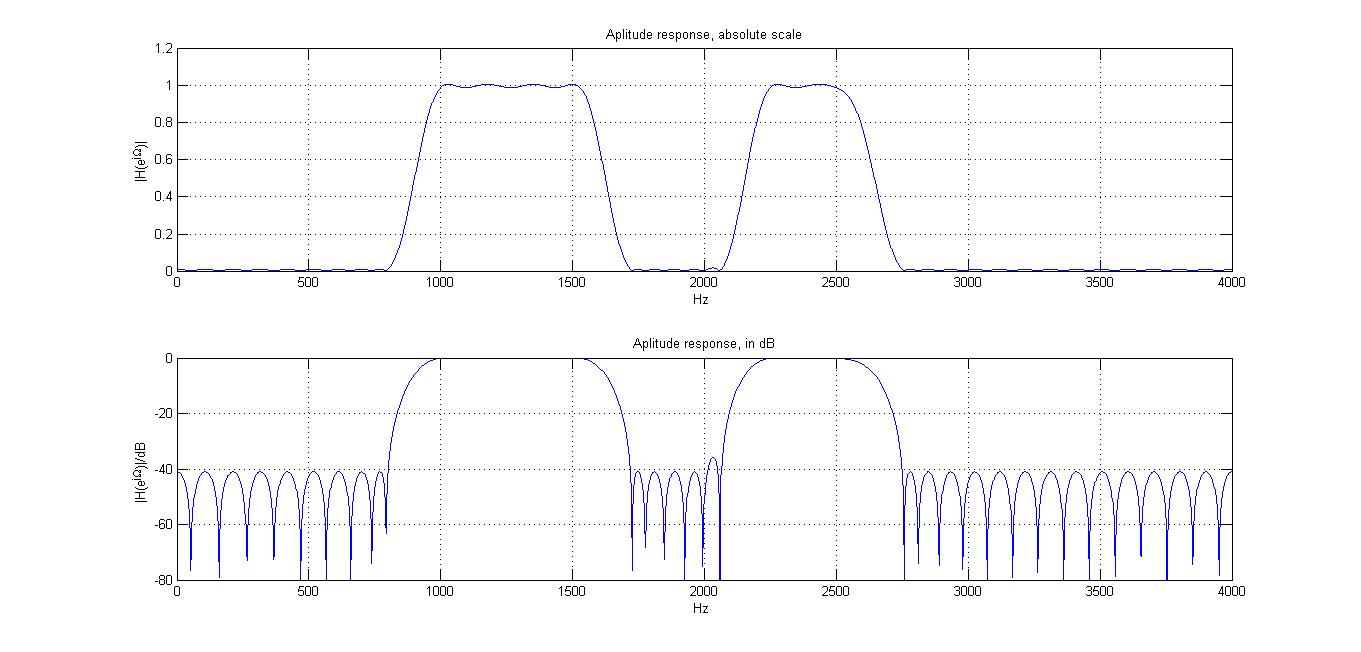 Aplitude response, absolute scale
|H(e^jΩ)|
1.2
1
0.8
0.6
0.4
0.2
0
0 500 1000 1500 2000 2500 3000 3500 4000
Hz
Aplitude response, in dB
|H(e^jΩ)|/dB
0
-20
-40
-60
-80
0 500 1000 1500 2000 2500 3000 3500 4000
Hz